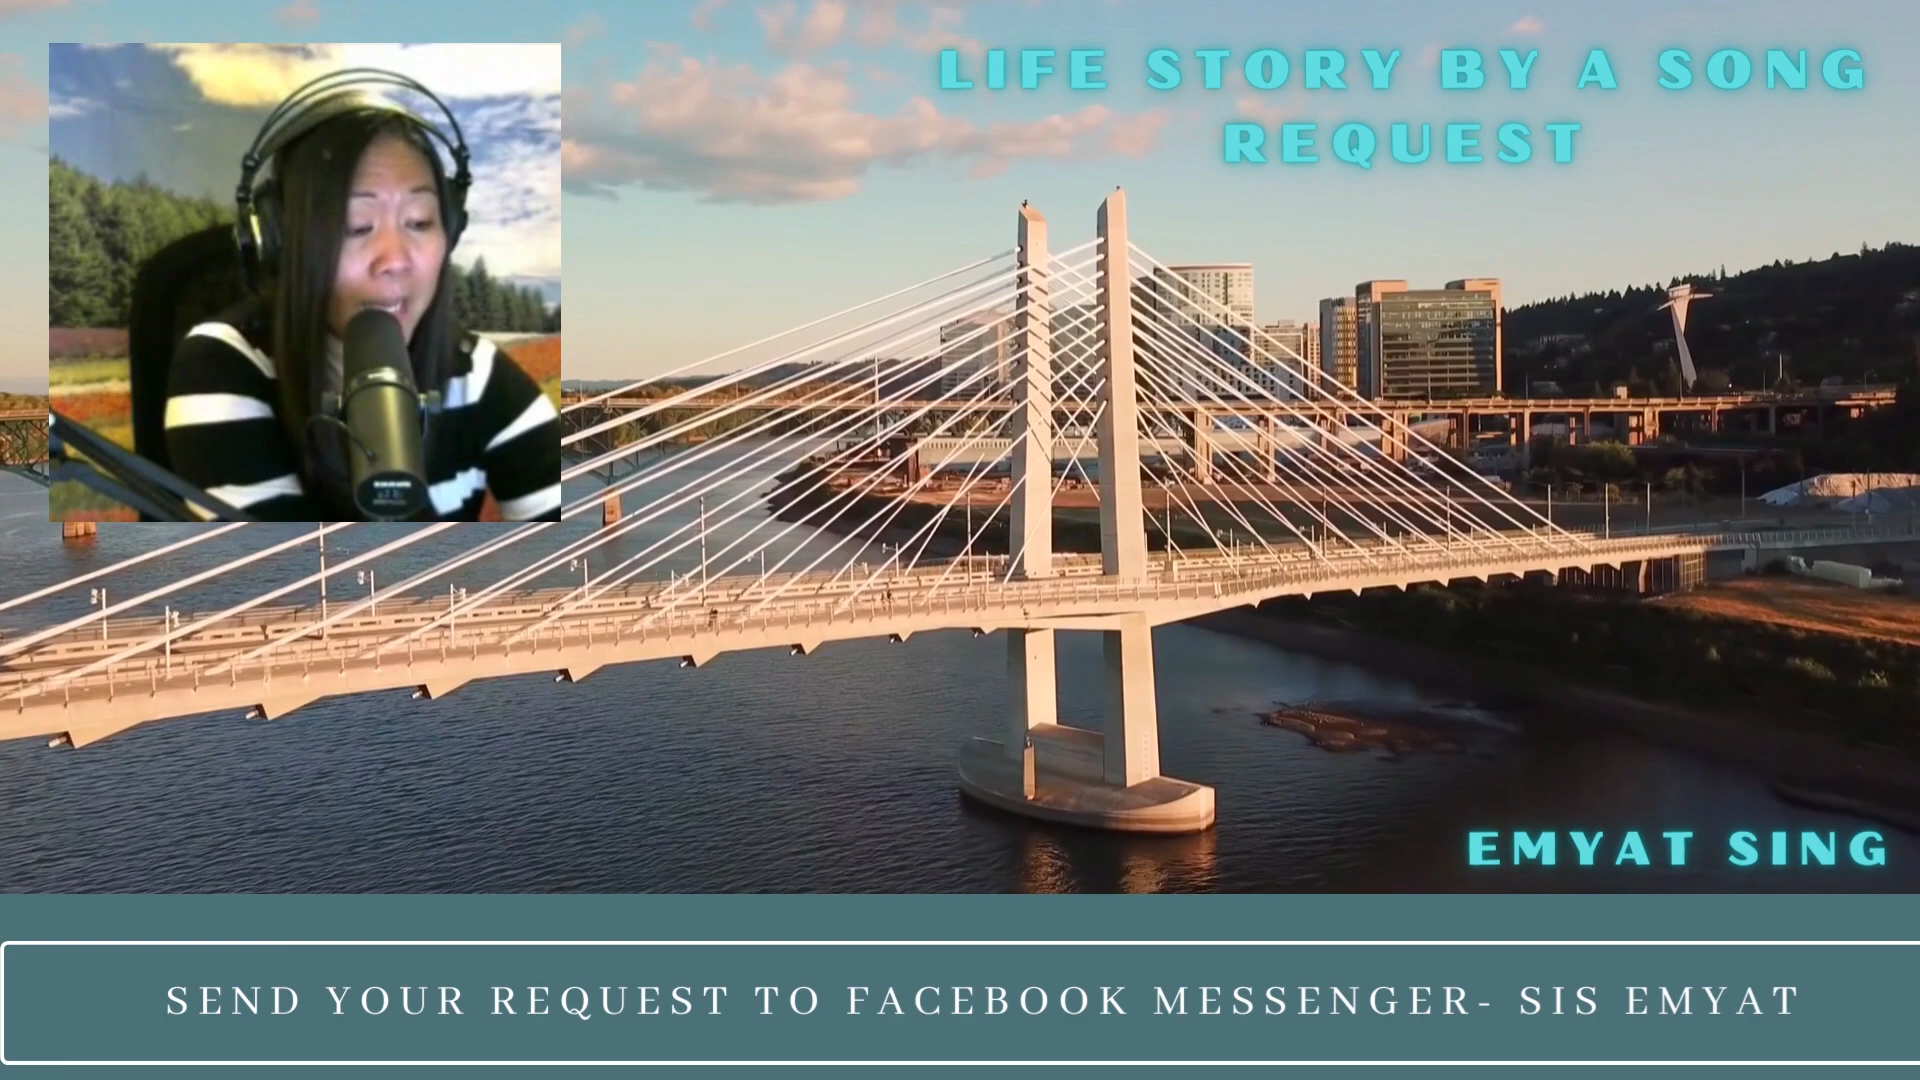 LIFE STORY BY A SONG
REQUEST
EMYAT SING
SEND YOUR REQUEST TO FACEBOOK MESSENGER- SIS EMYAT